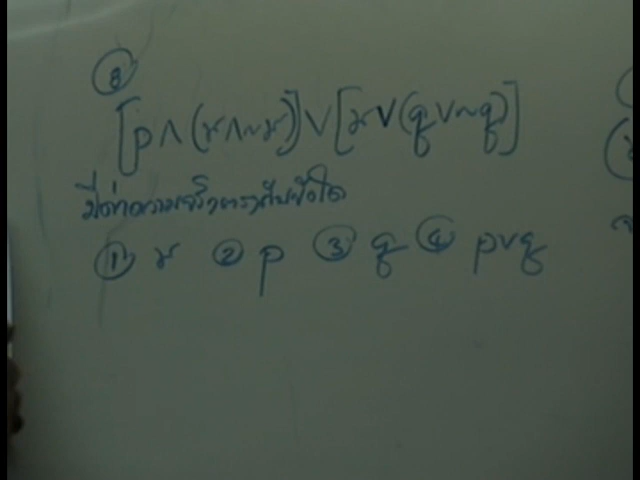 ⑧
[p∧(r∧~r)]∨[r∨(q∨~q)]
มีค่าความจริงตรงกับข้อใด
① r ② p ③ q ④ p∨q